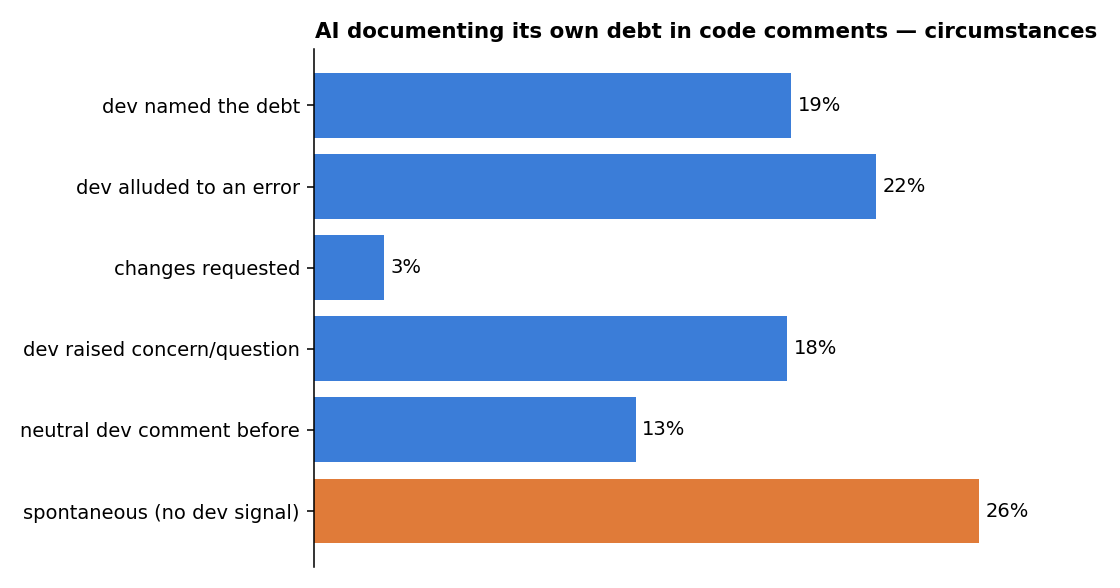 AI documenting its own debt in code comments — circumstances
dev named the debt
19%
dev alluded to an error
22%
changes requested
3%
dev raised concern/question
18%
neutral dev comment before
13%
spontaneous (no dev signal)
26%